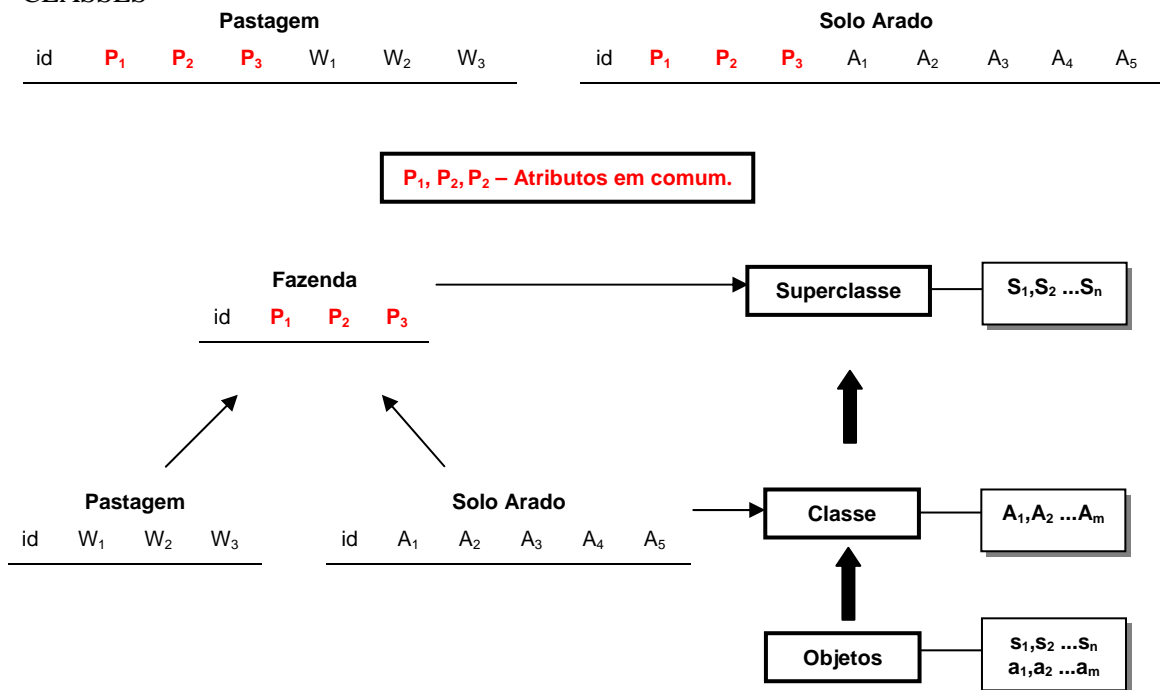 CLASSES
Pastagem
id P₁ P₂ P₃ W₁ W₂ W₃
Solo Arado
id P₁ P₂ P₃ A₁ A₂ A₃ A₄ A₅
P₁, P₂, P₂ – Atributos em comum.
Fazenda
id P₁ P₂ P₃
Superclasse
S₁,S₂ ...Sₙ
Pastagem
id W₁ W₂ W₃
Solo Arado
id A₁ A₂ A₃ A₄ A₅
Classe
A₁,A₂ ...Aₘ
Objetos
s₁,s₂ ...sₙ
a₁,a₂ ...aₘ